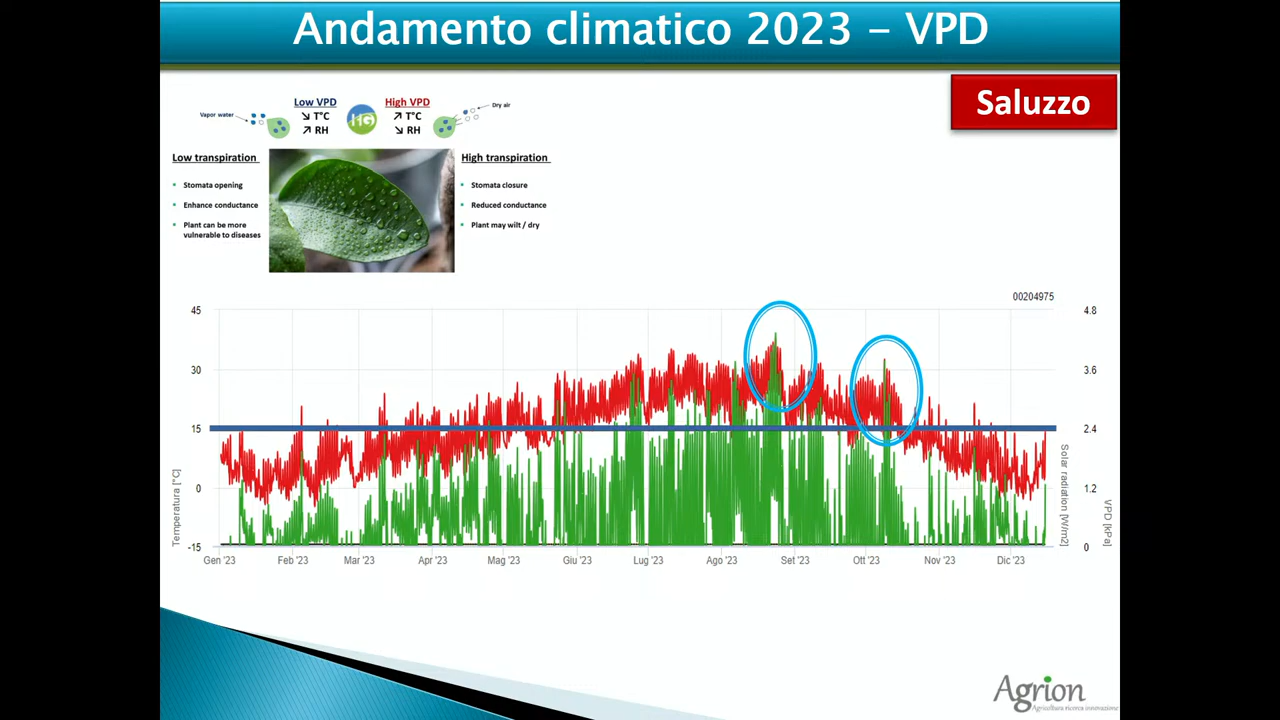 Andamento climatico 2023 – VPD
Saluzzo
Low VPD
↘ T°C
↗ RH
HG
High VPD
↗ T°C
↘ RH
Vapor water
Dry air
Low transpiration
Stomata opening
Enhance conductance
Plant can be more
vulnerable to diseases
High transpiration
Stomata closure
Reduced conductance
Plant may wilt / dry
00204975
45
30
15
0
-15
Temperatura [°C]
4.8
3.6
2.4
1.2
0
Solar radiation [W/m2]
VPD [kPa]
Gen '23
Feb '23
Mar '23
Apr '23
Mag '23
Giu '23
Lug '23
Ago '23
Set '23
Ott '23
Nov '23
Dic '23
Agrion
Agricoltura ricerca innovazione